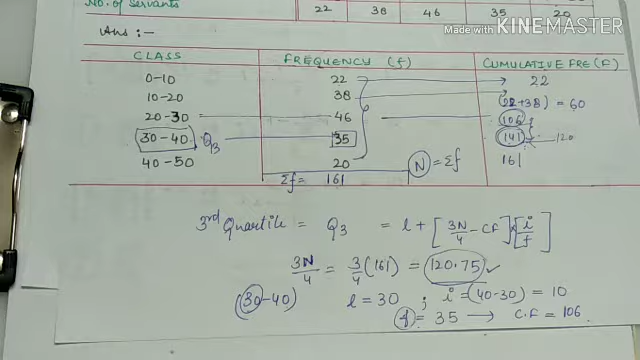 No. of Servants 22 38 46 35 20
Made with KINEMASTER
Ans :-
CLASS FREQUENCY (f) CUMULATIVE FRE(F)
0-10 22 22
10-20 38 (22+38) = 60
20-30 46 106
30-40 Q3 35 141 120
40-50 20 N = Σf 161
Σf = 161
3rd Quartile = Q3 = l + [3N/4 - CF] × [i/f]
3N/4 = 3/4 (161) = 120.75 ✓
(30-40) l = 30 ; i = (40-30) = 10
f = 35 → C.F = 106